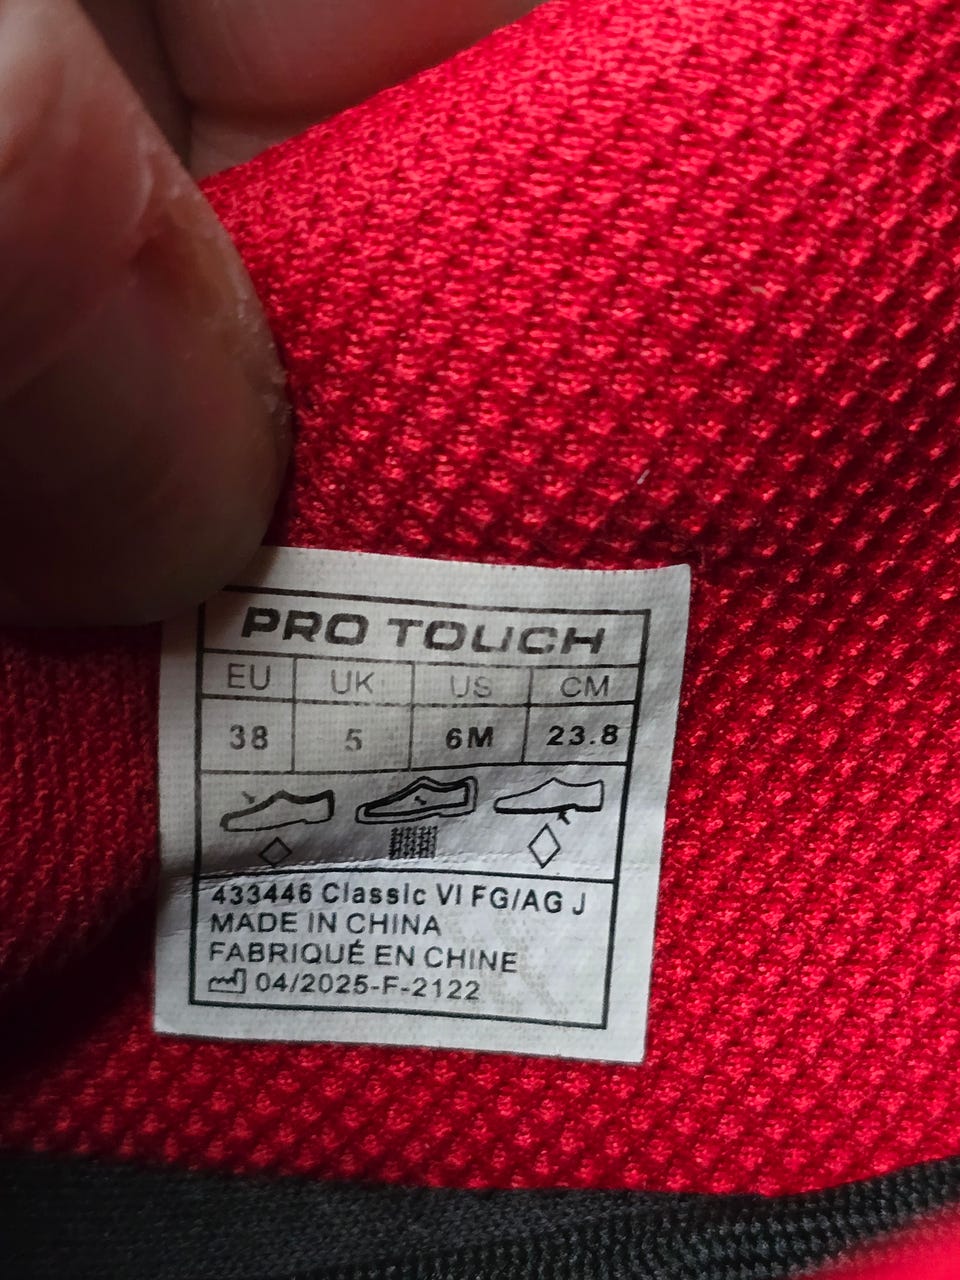 PRO TOUCH
EU UK US CM
38 5 6M 23.8
433446 Classic VI FG/AG J
MADE IN CHINA
FABRIQUÉ EN CHINE
04/2025-F-2122